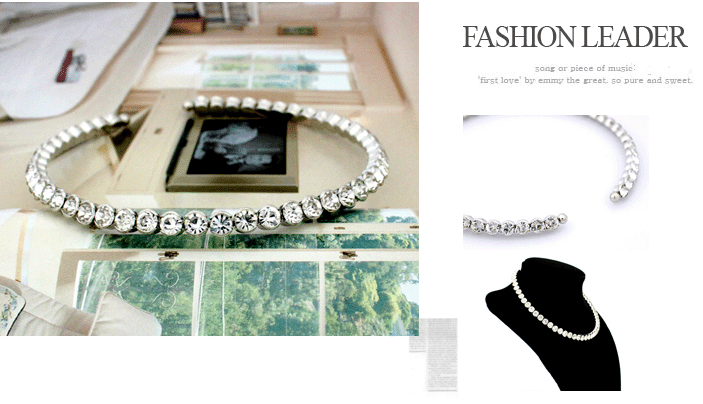 FASHION LEADER
song or piece of music:
'first love' by emmy the great. so pure and sweet.